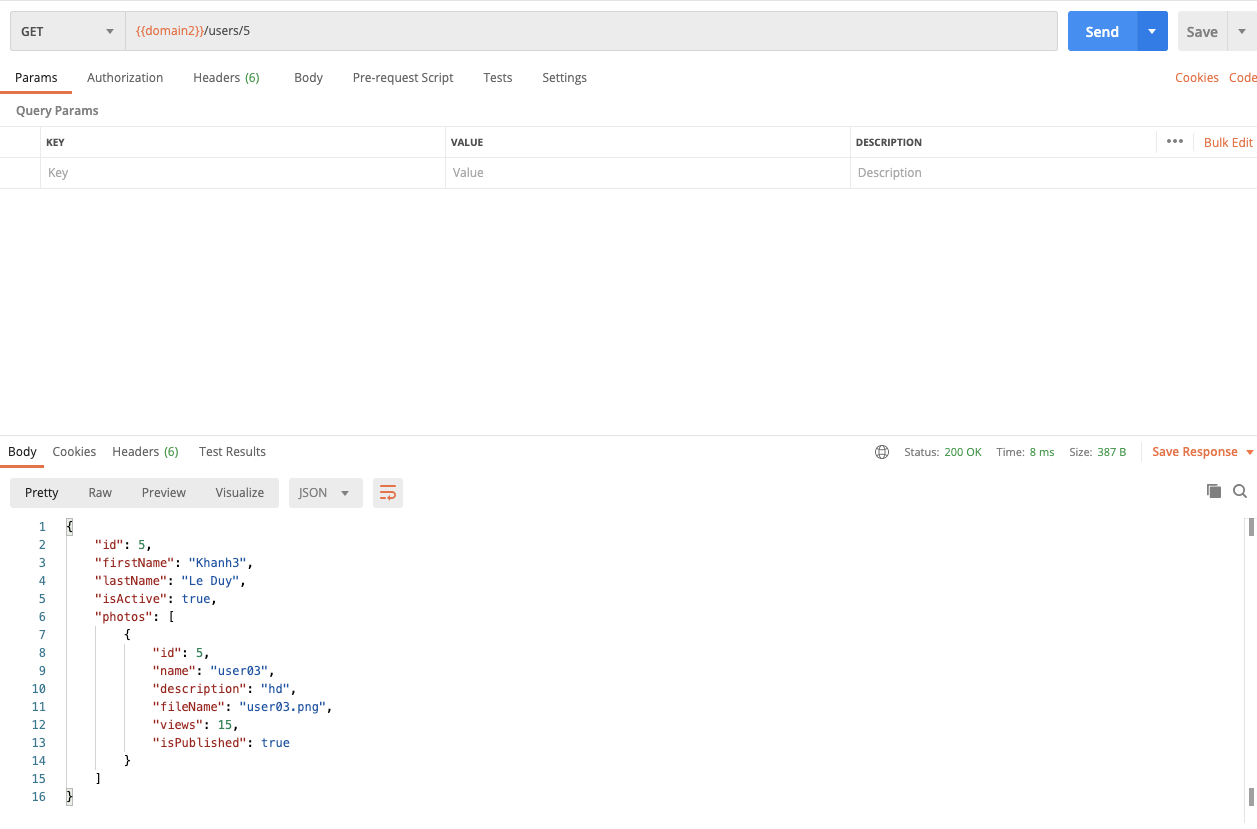 GET {{domain2}}/users/5 Send Save
Params Authorization Headers (6) Body Pre-request Script Tests Settings Cookies Code
Query Params
KEY VALUE DESCRIPTION ••• Bulk Edit
Key Value Description
Body Cookies Headers (6) Test Results Status: 200 OK Time: 8 ms Size: 387 B Save Response
Pretty Raw Preview Visualize JSON
1 {
2 "id": 5,
3 "firstName": "Khanh3",
4 "lastName": "Le Duy",
5 "isActive": true,
6 "photos": [
7 {
8 "id": 5,
9 "name": "user03",
10 "description": "hd",
11 "fileName": "user03.png",
12 "views": 15,
13 "isPublished": true
14 }
15 ]
16 }